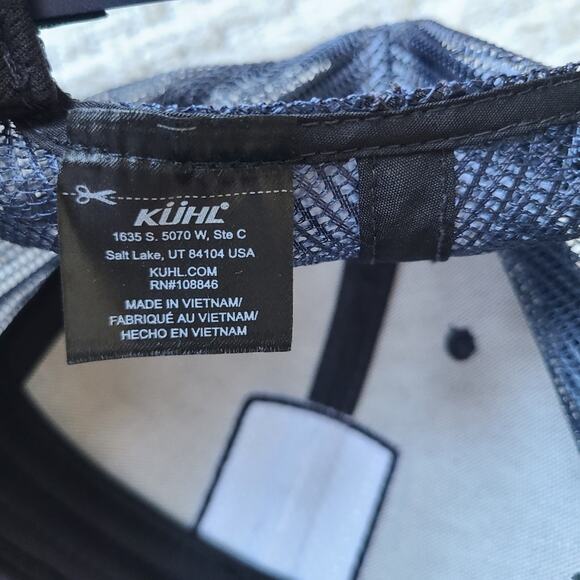 KÜHL®
1635 S. 5070 W, Ste C
Salt Lake, UT 84104 USA
KUHL.COM
RN#108846
MADE IN VIETNAM/
FABRIQUÉ AU VIETNAM/
HECHO EN VIETNAM